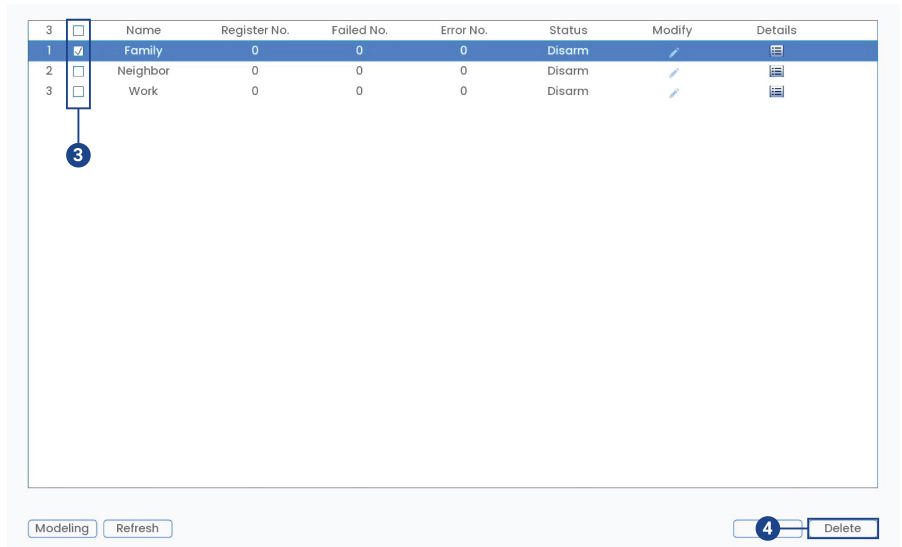 3 Name Register No. Failed No. Error No. Status Modify Details
1 Family 0 0 0 Disarm
2 Neighbor 0 0 0 Disarm
3 Work 0 0 0 Disarm
3
Modeling Refresh 4 Delete